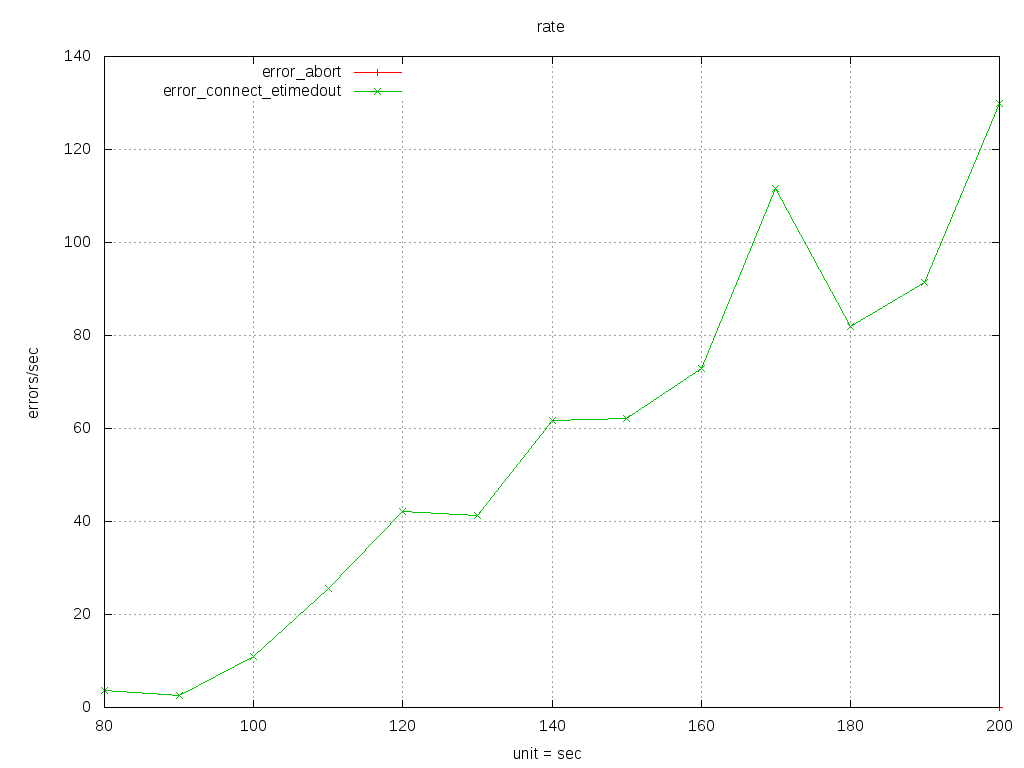 rate
140
error_abort
error_connect_etimedout
120
100
80
errors/sec
60
40
20
0
80 100 120 140 160 180 200
unit = sec